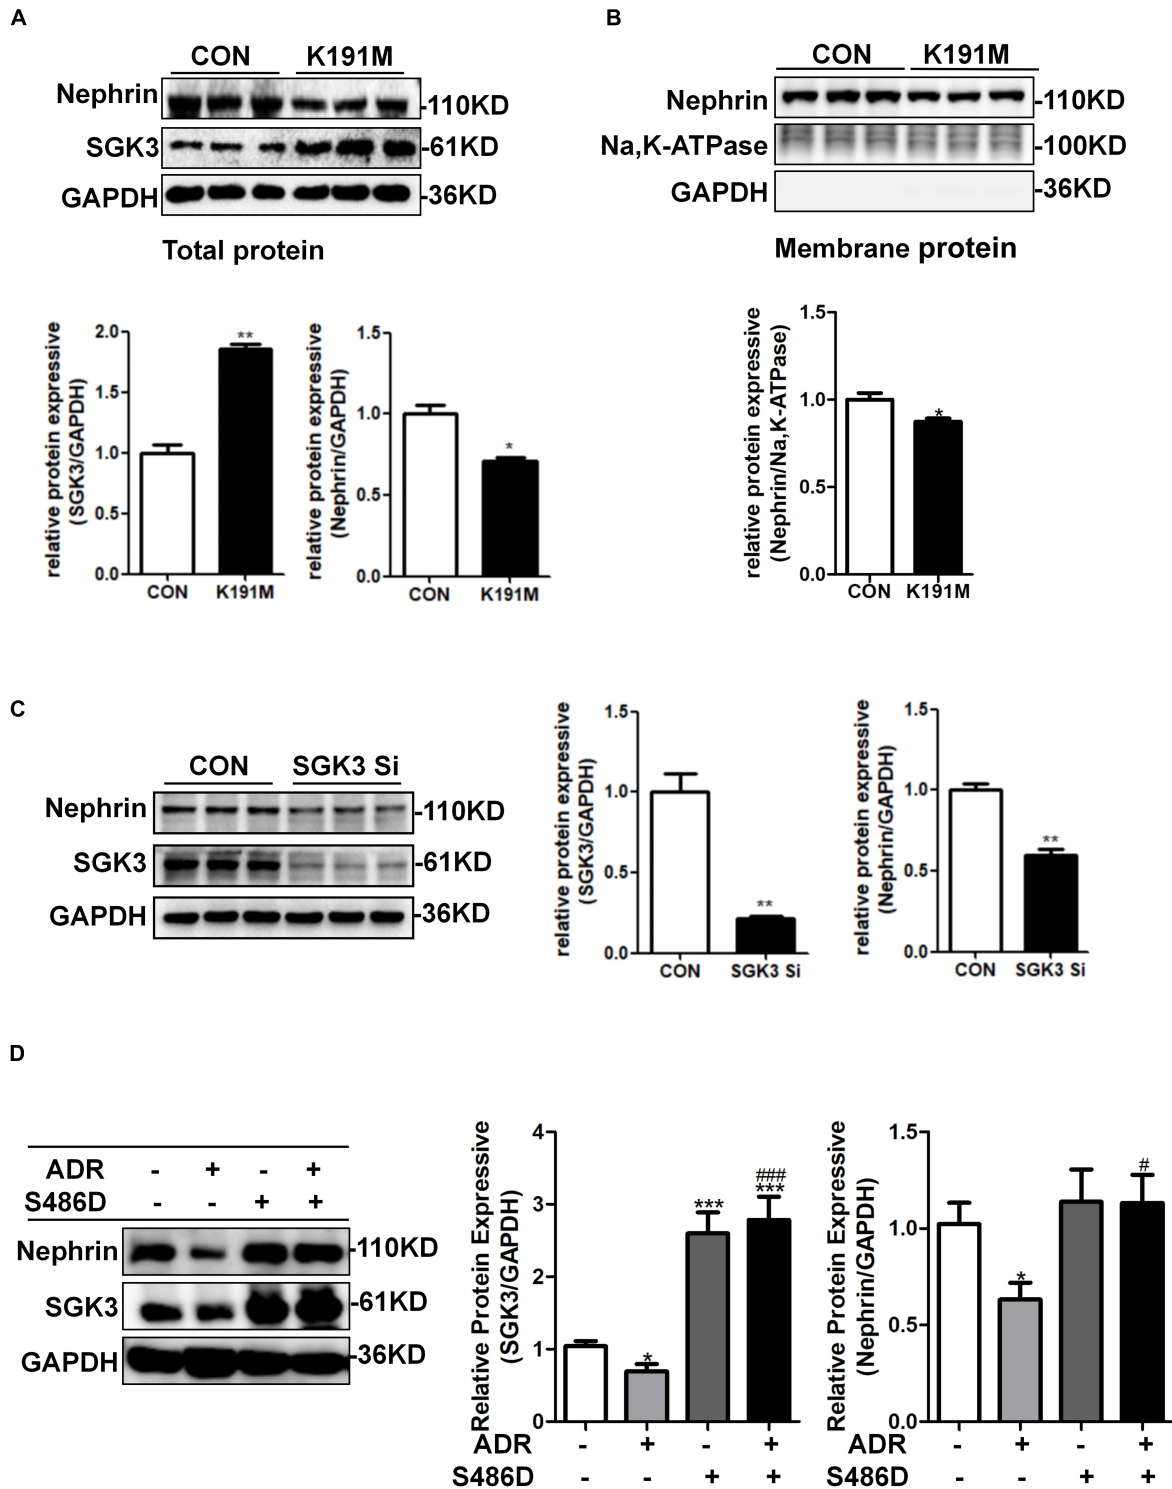 A
CON K191M
Nephrin -110KD
SGK3 -61KD
GAPDH -36KD
Total protein
relative protein expressive
(SGK3/GAPDH)
2.0
1.5
1.0
0.5
0.0
**
CON K191M
relative protein expressive
(Nephrin/GAPDH)
1.5
1.0
0.5
0.0
*
CON K191M
B
CON K191M
Nephrin -110KD
Na,K-ATPase -100KD
GAPDH -36KD
Membrane protein
relative protein expressive
(Nephrin/Na,K-ATPase)
1.5
1.0
0.5
0.0
*
CON K191M
C
CON SGK3 Si
Nephrin -110KD
SGK3 -61KD
GAPDH -36KD
relative protein expressive
(SGK3/GAPDH)
1.5
1.0
0.5
0.0
**
CON SGK3 Si
relative protein expressive
(Nephrin/GAPDH)
1.5
1.0
0.5
0.0
**
CON SGK3 Si
D
ADR - + - +
S486D - - + +
Nephrin -110KD
SGK3 -61KD
GAPDH -36KD
Relative Protein Expressive
(SGK3/GAPDH)
4
3
2
1
0
*
***
###
***
ADR - + - +
S486D - - + +
Relative Protein Expressive
(Nephrin/GAPDH)
1.5
1.0
0.5
0.0
*
#
ADR - + - +
S486D - - + +